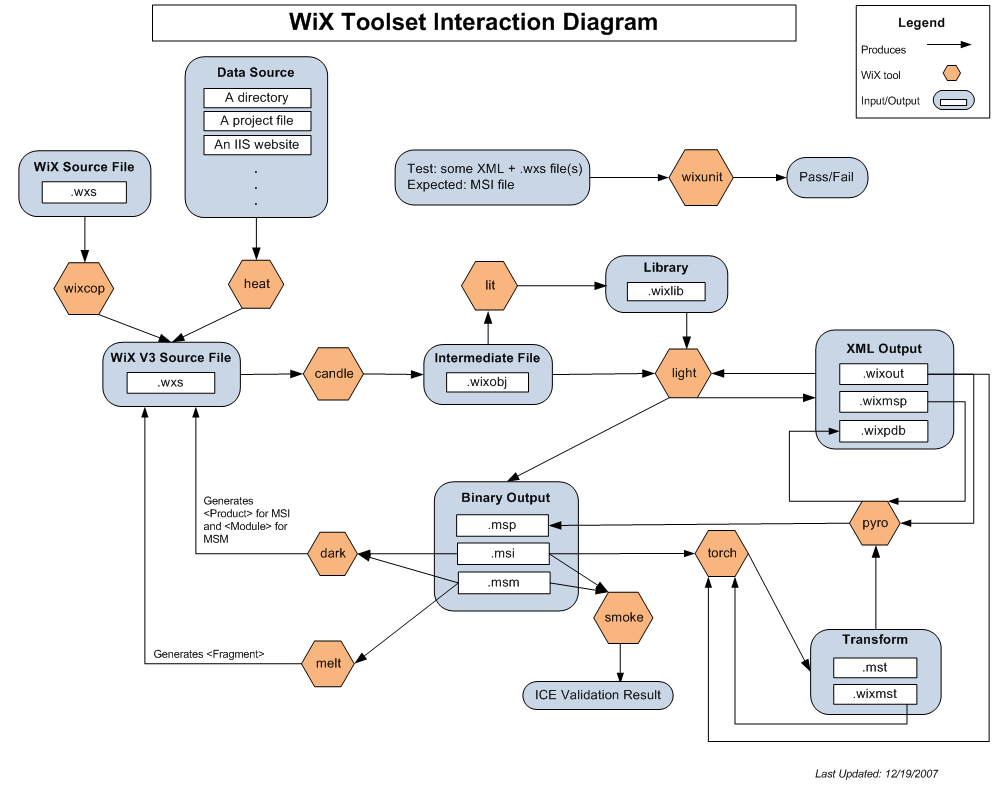 WiX Toolset Interaction Diagram
Legend
Produces
WiX tool
Input/Output
Data Source
A directory
A project file
An IIS website
.
.
.
WiX Source File
.wxs
Test: some XML + .wxs file(s)
Expected: MSI file
wixunit
Pass/Fail
wixcop
heat
lit
Library
.wixlib
WiX V3 Source File
.wxs
candle
Intermediate File
.wixobj
light
XML Output
.wixout
.wixmsp
.wixpdb
Generates
<Product> for MSI
and <Module> for
MSM
Binary Output
.msp
.msi
.msm
pyro
dark
torch
smoke
Transform
.mst
.wixmst
Generates <Fragment>
melt
ICE Validation Result
Last Updated: 12/19/2007